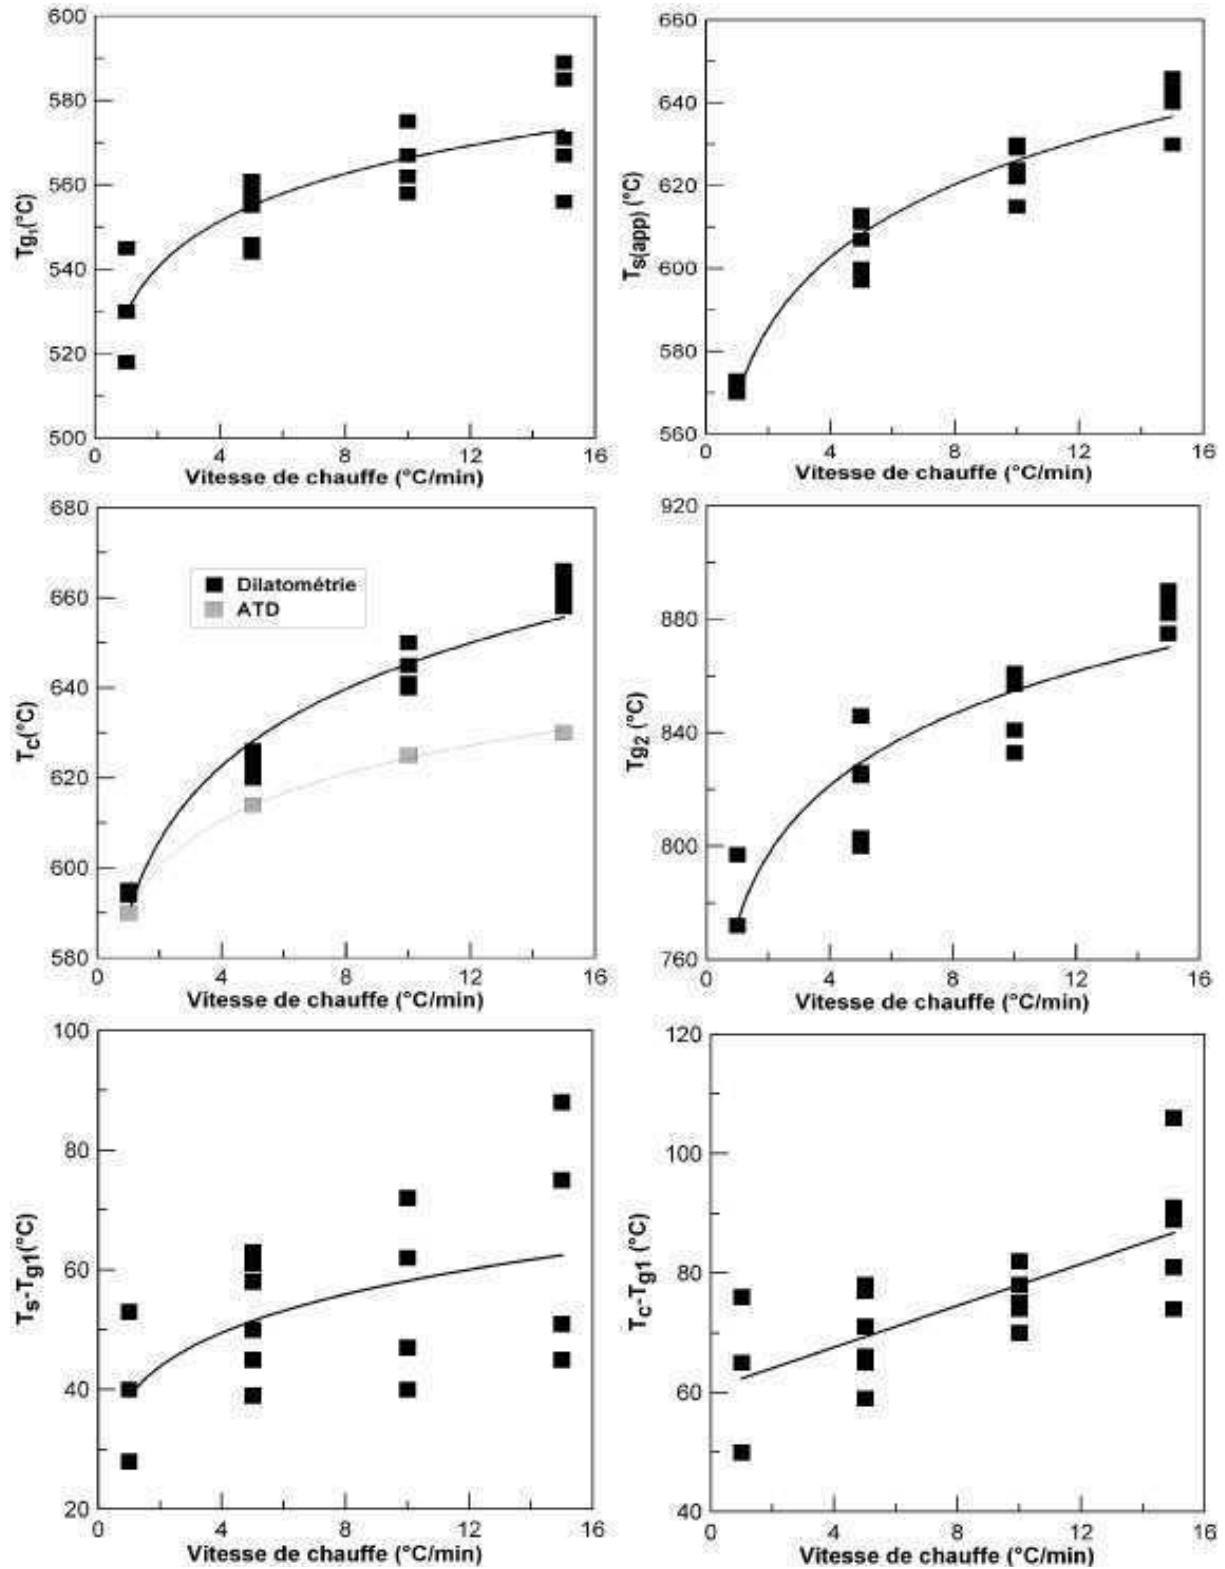 600
580
560
540
520
500
Tg₁(°C)
0 4 8 12 16
Vitesse de chauffe (°C/min)
660
640
620
600
580
560
Ts(app) (°C)
0 4 8 12 16
Vitesse de chauffe (°C/min)
680
660
640
620
600
580
Tc(°C)
Dilatométrie
ATD
0 4 8 12 16
Vitesse de chauffe (°C/min)
920
880
840
800
760
Tg₂ (°C)
0 4 8 12 16
Vitesse de chauffe (°C/min)
100
80
60
40
20
Ts-Tg1(°C)
0 4 8 12 16
Vitesse de chauffe (°C/min)
120
100
80
60
40
Tc-Tg1 (°C)
0 4 8 12 16
Vitesse de chauffe (°C/min)